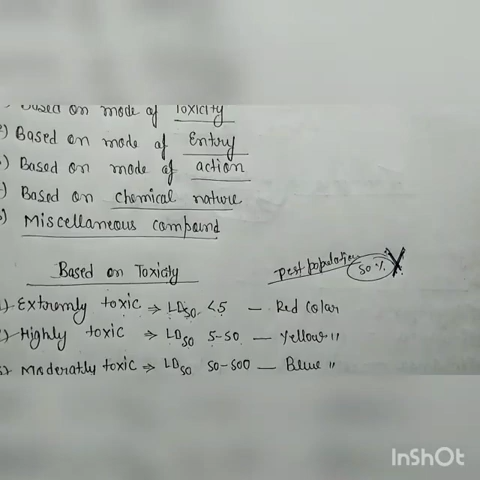 Based on mode of Toxicity
) Based on mode of Entry
) Based on mode of action
) Based on chemical nature
) Miscellaneous compound
Based on Toxicity
Pest population 50%
) Extremly toxic ⇒ LD50 <5 — Red Colar
) Highly toxic ⇒ LD50 5-50 — Yellow "
) Moderatly toxic ⇒ LD50 50-500 — Blue "
InShOt